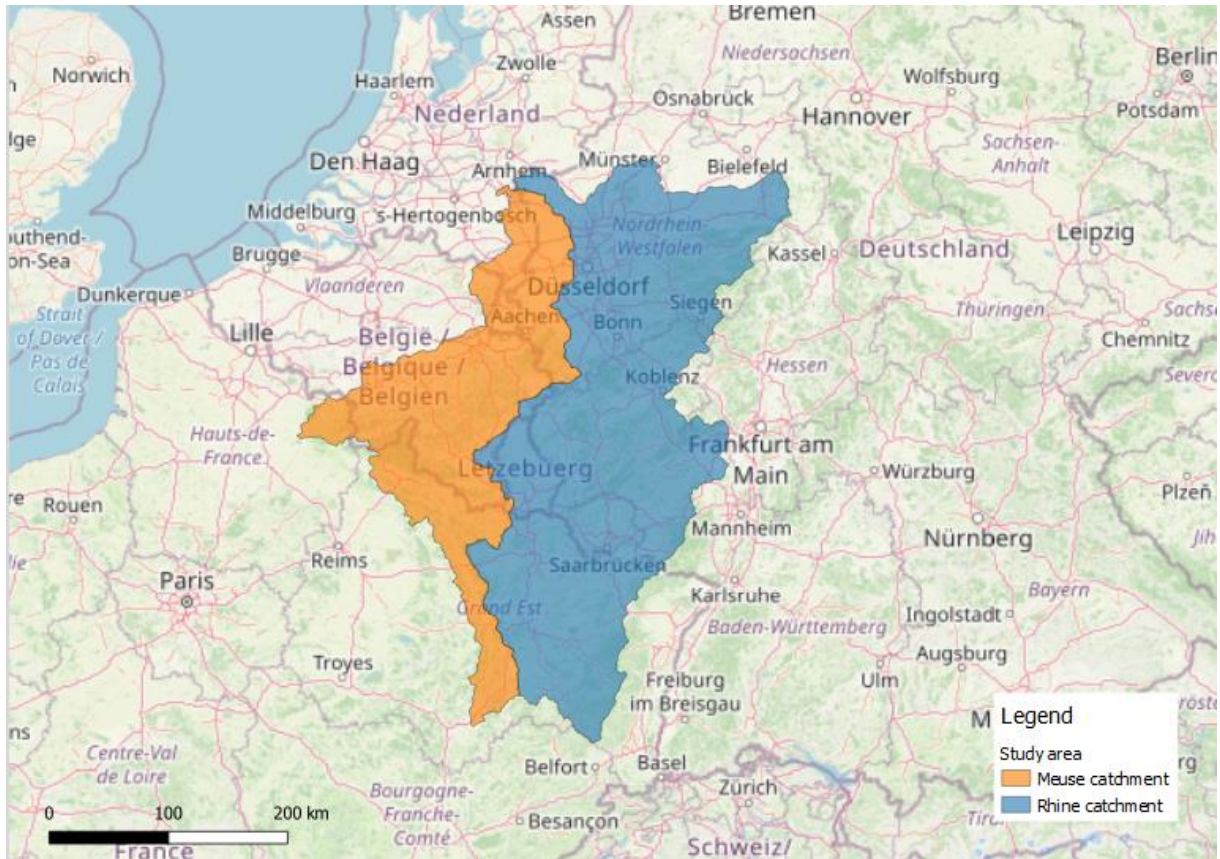 Bremen
Assen
Norwich
Haarlem
Zwolle
Niedersachsen
Wolfsburg
Berlin
Nederland
Osnabrück
Hannover
Potsdam
Den Haag
Arnhem
Münster
Bielefeld
Sachsen-
Anhalt
Middelburg
's-Hertogenbosch
Nordrhein-
Westfalen
outhend-
on-Sea
Brugge
Kassel
Deutschland
Leipzig
Vlaanderen
Düsseldorf
Dunkerque
Siegen
Thüringen
Sachs
Strait
of Dover /
Pas de
Calais
Lille
België /
Belgique /
Belgien
Aachen
Bonn
Chemnitz
Koblenz
Hessen
Severo
Hauts-de-
France
Frankfurt am
Main
Lëtzebuerg
Würzburg
Rouen
Plzeň
Mannheim
Nürnberg
Jih
Reims
Saarbrücken
Paris
Karlsruhe
Bayern
Grand Est
Baden-Württemberg
Ingolstadt
Troyes
Augsburg
Freiburg
im Breisgau
Ulm
Centre-Val
de Loire
Belfort
Basel
Zürich
Bourgogne-
Franche-
Comté
Besançon
Schweiz/
France
Legend
Study area
Meuse catchment
Rhine catchment
0 100 200 km